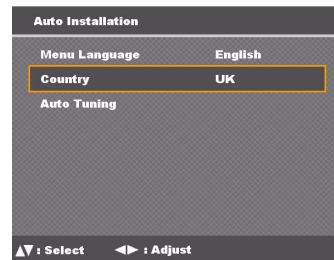 Auto Installation
Menu Language English
Country UK
Auto Tuning
▲▼ : Select ◀▶ : Adjust